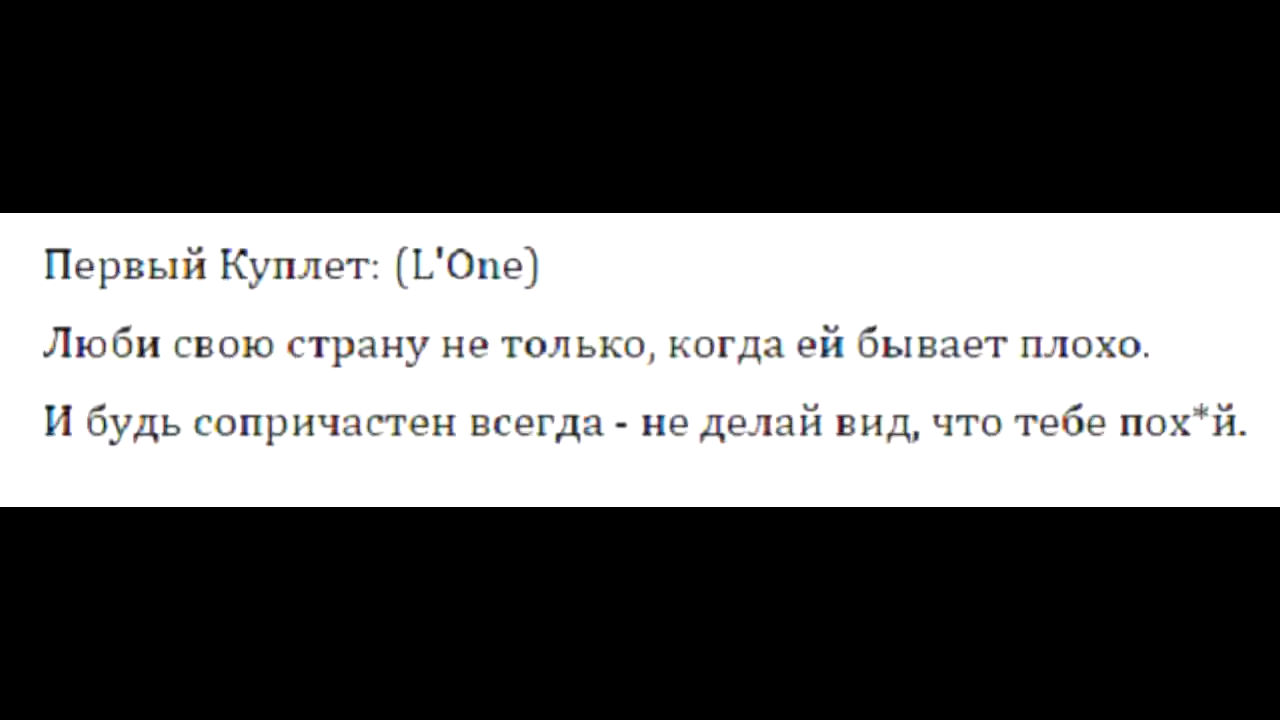 Первый Куплет: (L'One)
Люби свою страну не только, когда ей бывает плохо.
И будь сопричастен всегда - не делай вид, что тебе пох*й.